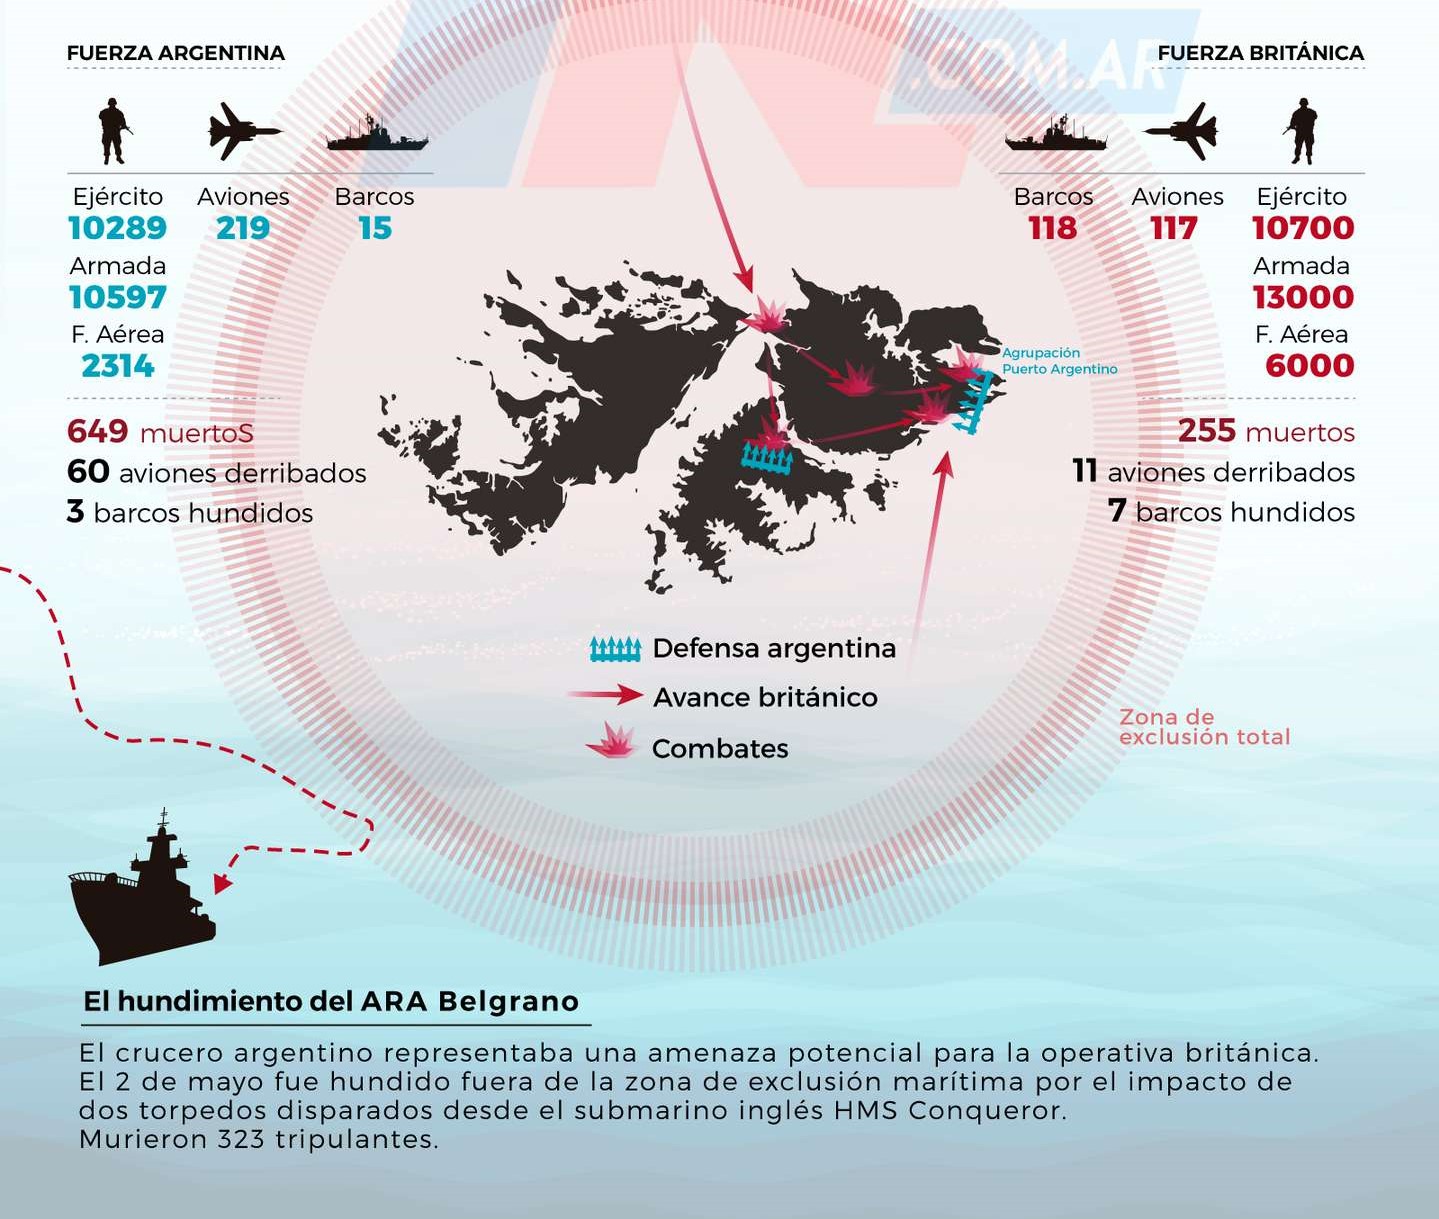 .COM.AR
FUERZA ARGENTINA
Ejército
10289
Aviones
219
Barcos
15
Armada
10597
F. Aérea
2314
649 muertoS
60 aviones derribados
3 barcos hundidos
FUERZA BRITÁNICA
Barcos
118
Aviones
117
Ejército
10700
Armada
13000
F. Aérea
6000
255 muertos
11 aviones derribados
7 barcos hundidos
Agrupación
Puerto Argentino
Defensa argentina
Avance británico
Combates
Zona de
exclusión total
El hundimiento del ARA Belgrano
El crucero argentino representaba una amenaza potencial para la operativa británica.
El 2 de mayo fue hundido fuera de la zona de exclusión marítima por el impacto de
dos torpedos disparados desde el submarino inglés HMS Conqueror.
Murieron 323 tripulantes.